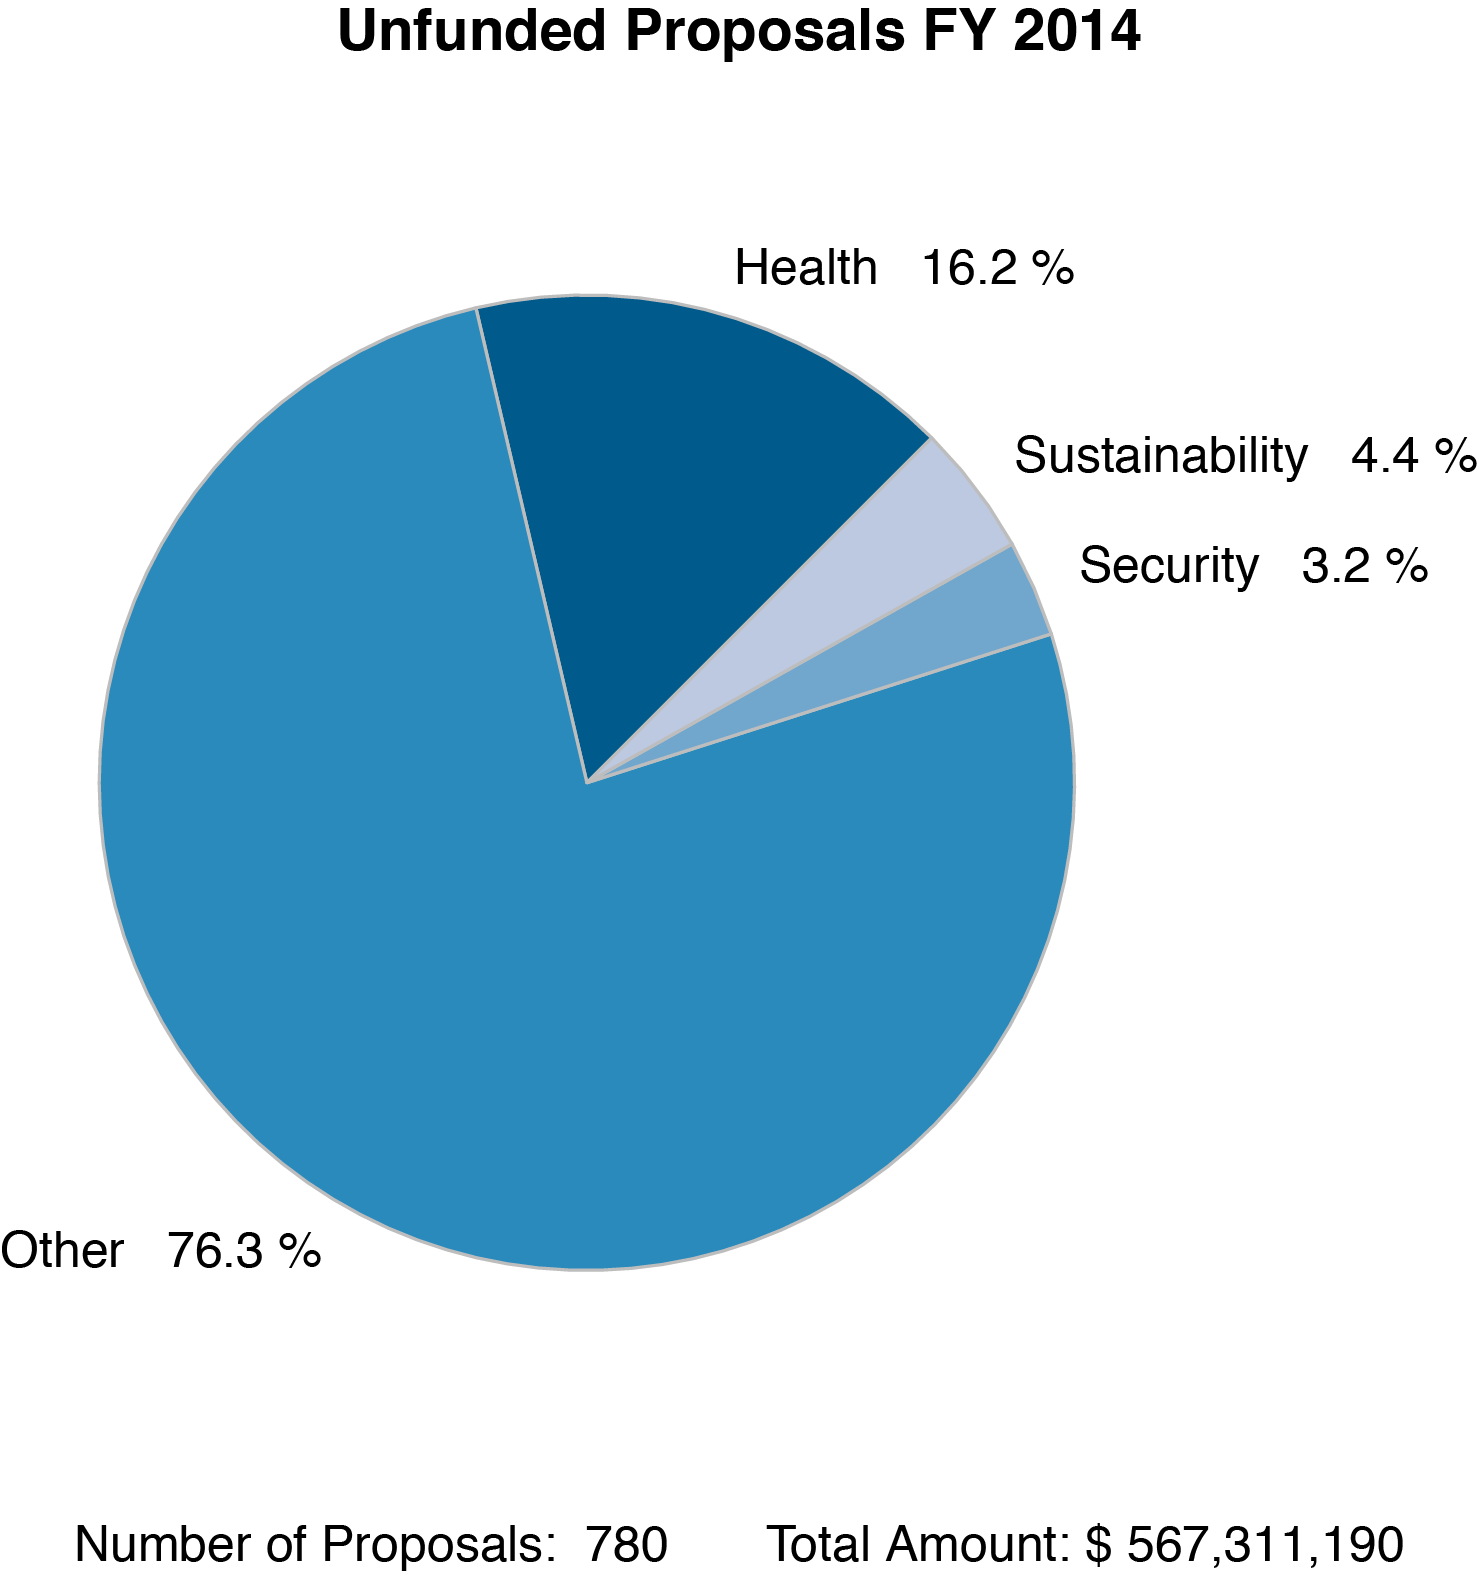 Unfunded Proposals FY 2014
Health 16.2 %
Sustainability 4.4 %
Security 3.2 %
Other 76.3 %
Number of Proposals: 780 Total Amount: $ 567,311,190